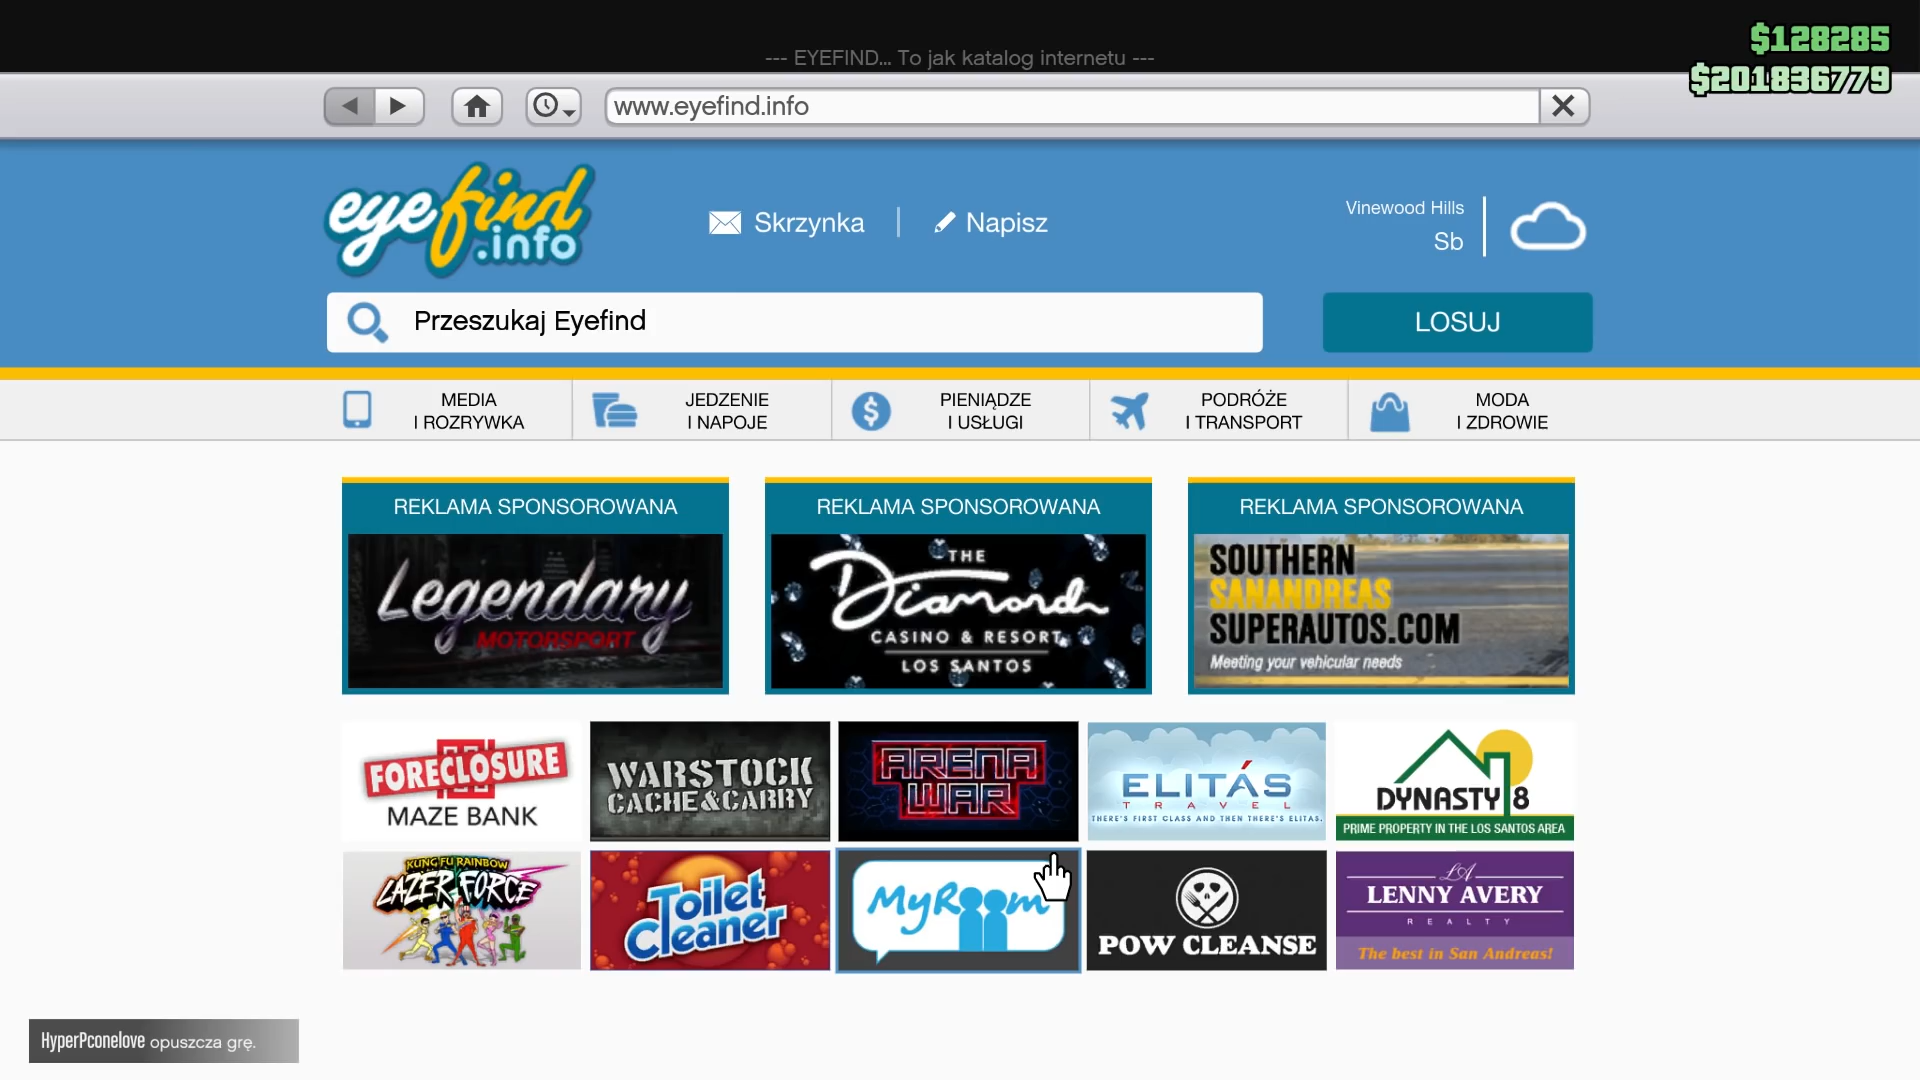 --- EYEFIND... To jak katalog internetu ---
$128285
$201836779
www.eyefind.info
eyefind.info
Skrzynka
Napisz
Vinewood Hills
Sb
Przeszukaj Eyefind
LOSUJ
MEDIA
I ROZRYWKA
JEDZENIE
I NAPOJE
PIENIĄDZE
I USŁUGI
PODRÓŻE
I TRANSPORT
MODA
I ZDROWIE
REKLAMA SPONSOROWANA
Legendary
MOTORSPORT
REKLAMA SPONSOROWANA
THE
Diamond
CASINO & RESORT
LOS SANTOS
REKLAMA SPONSOROWANA
SOUTHERN
SANANDREAS
SUPERAUTOS.COM
Meeting your vehicular needs
FORECLOSURE
MAZE BANK
WARSTOCK
CACHE&CARRY
ARENA
WAR
ELITÁS
TRAVEL
THERE'S FIRST CLASS AND THEN THERE'S ELITAS.
DYNASTY 8
PRIME PROPERTY IN THE LOS SANTOS AREA
KUNG FU RAINBOW
LAZER FORCE
Toilet
Cleaner
MyRoom
POW CLEANSE
LA
LENNY AVERY
REALTY
The best in San Andreas!
HyperPconelove opuszcza grę.